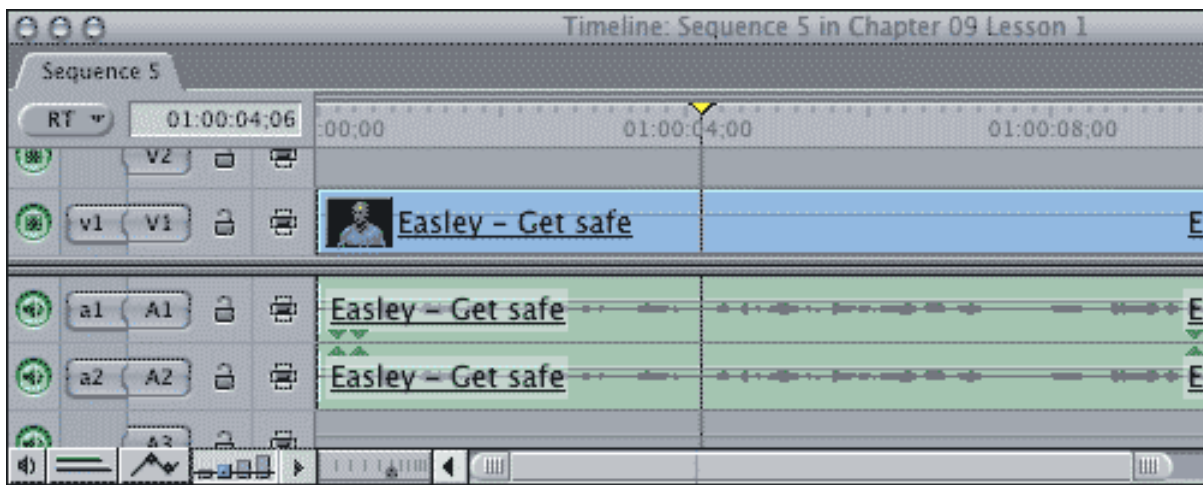 Timeline: Sequence 5 in Chapter 09 Lesson 1
Sequence 5
RT 01:00:04;06 :00;00 01:00:04;00 01:00:08;00
V2
v1 V1 Easley – Get safe E
a1 A1 Easley – Get safe E
a2 A2 Easley – Get safe E
A3